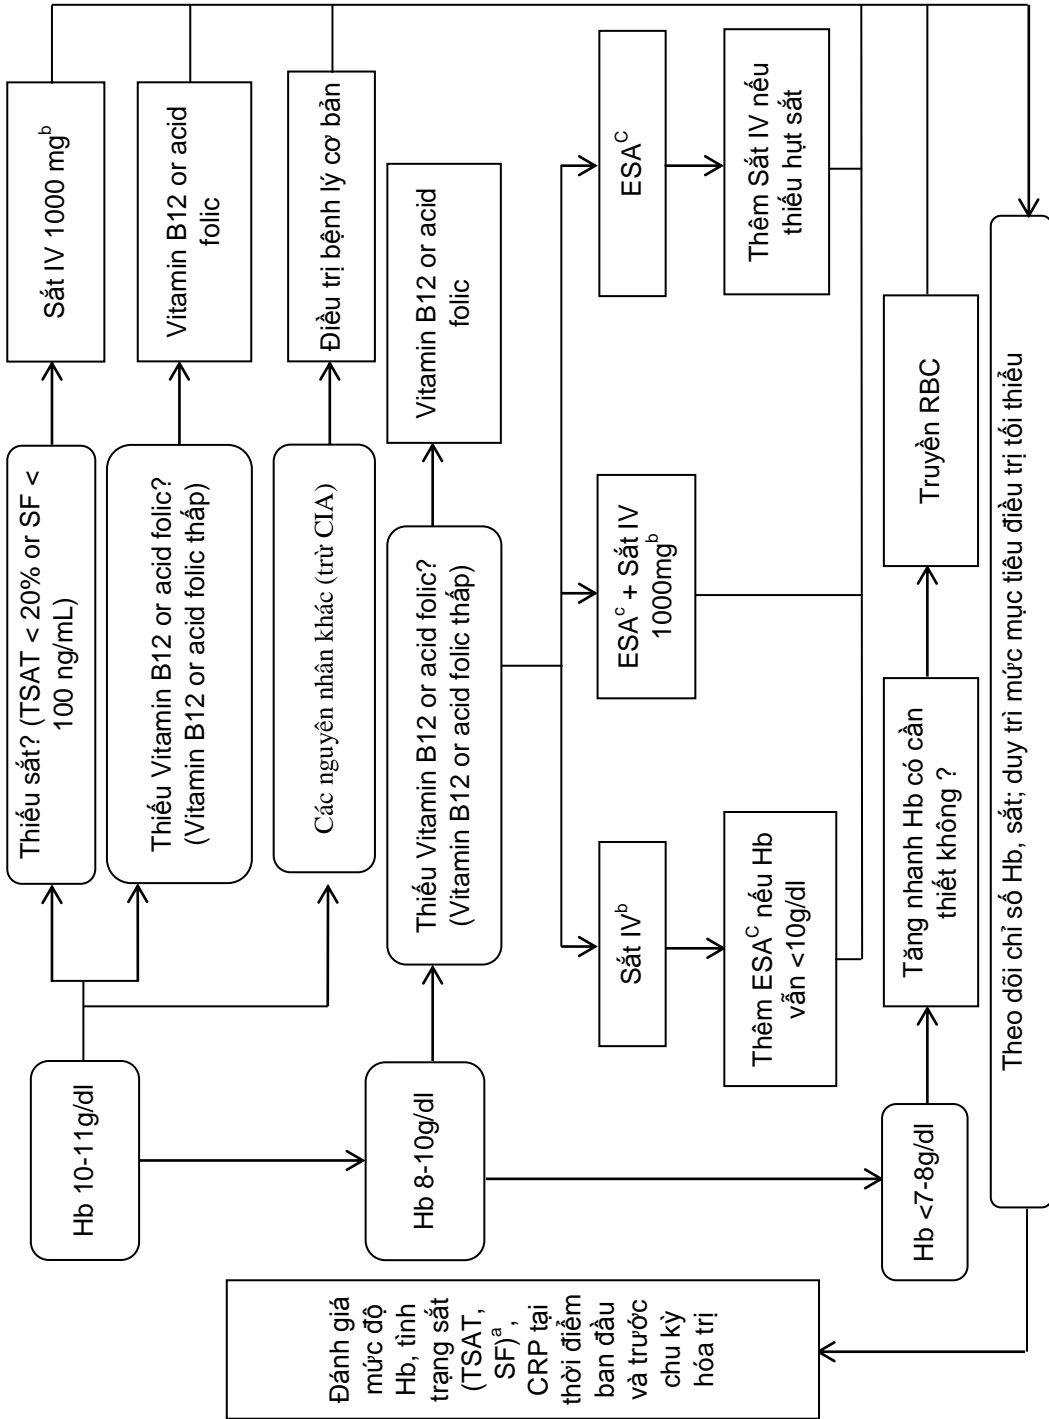 Đánh giá
mức độ
Hb, tình
trạng sắt
(TSAT,
SF)ᵃ,
CRP tại
thời điểm
ban đầu
và trước
chu kỳ
hóa trị
Hb 10-11g/dl
Thiếu sắt? (TSAT < 20% or SF <
100 ng/mL)
Sắt IV 1000 mgᵇ
Thiếu Vitamin B12 or acid folic?
(Vitamin B12 or acid folic thấp)
Vitamin B12 or acid
folic
Các nguyên nhân khác (trừ CIA)
Điều trị bệnh lý cơ bản
Hb 8-10g/dl
Thiếu Vitamin B12 or acid folic?
(Vitamin B12 or acid folic thấp)
Vitamin B12 or acid
folic
Sắt IVᵇ
Thêm ESAᶜ nếu Hb
vẫn <10g/dl
ESAᶜ + Sắt IV
1000mgᵇ
ESAᶜ
Thêm Sắt IV nếu
thiếu hụt sắt
Hb <7-8g/dl
Tăng nhanh Hb có cần
thiết không ?
Truyền RBC
Theo dõi chỉ số Hb, sắt; duy trì mức mục tiêu điều trị tối thiểu